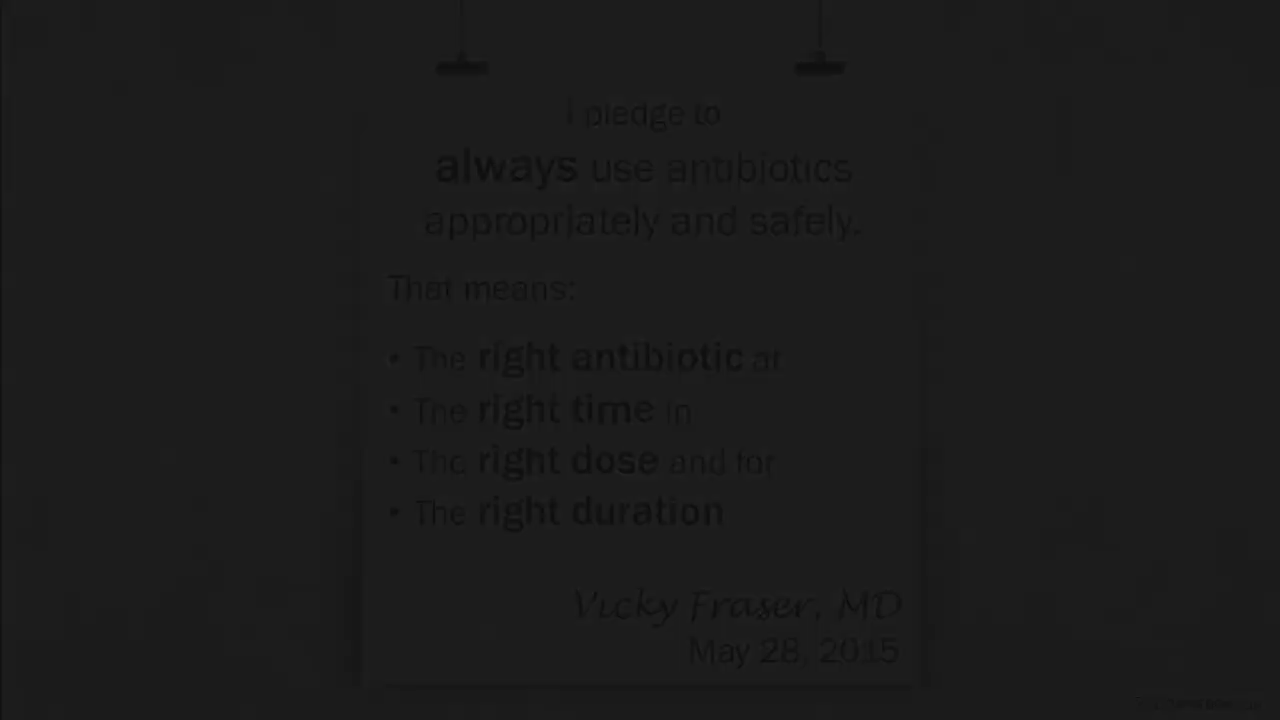 I pledge to
always use antibiotics
appropriately and safely.
That means:
• The right antibiotic at
• The right time in
• The right dose and for
• The right duration
Vicky Fraser, MD
May 28, 2015